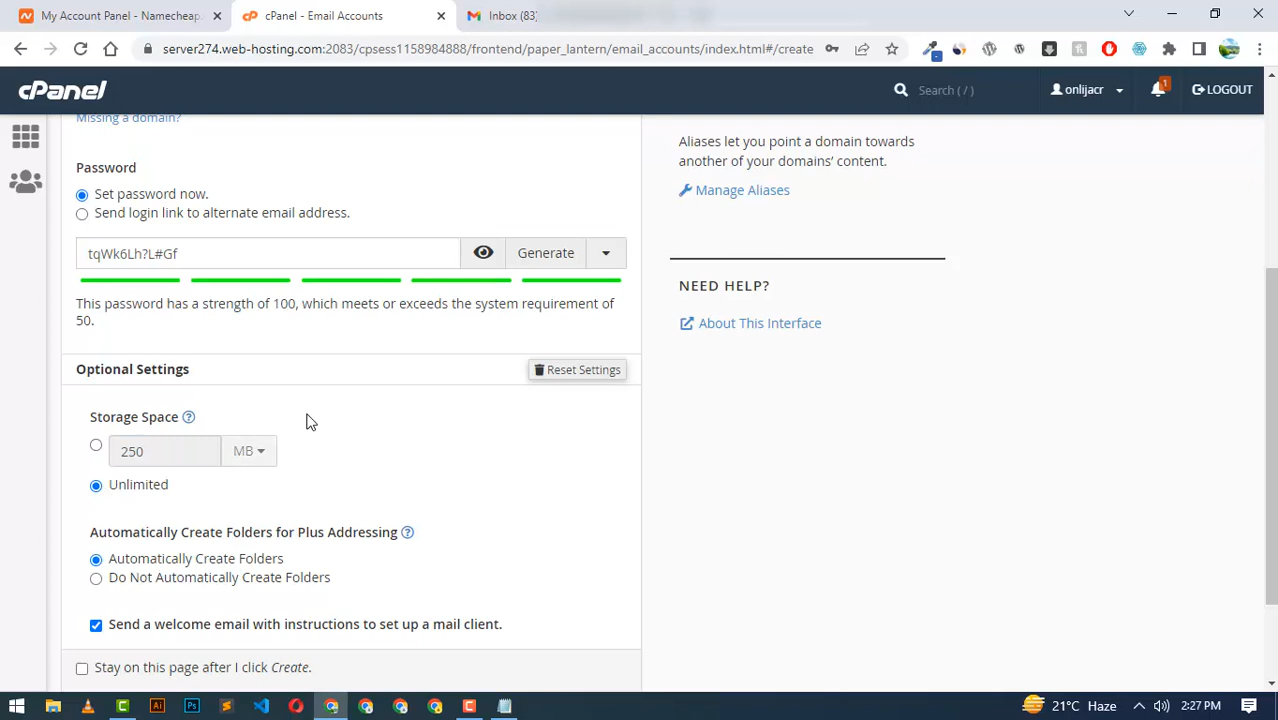 My Account Panel - Namecheap
cPanel - Email Accounts
Inbox (83)
server274.web-hosting.com:2083/cpsess1158984888/frontend/paper_lantern/email_accounts/index.html#/create
cPanel
Search ( / )
onlijacr
1
LOGOUT
Missing a domain?
Aliases let you point a domain towards
another of your domains’ content.
Manage Aliases
Password
Set password now.
Send login link to alternate email address.
tqWk6Lh?L#Gf
Generate
This password has a strength of 100, which meets or exceeds the system requirement of
50.
NEED HELP?
About This Interface
Optional Settings
Reset Settings
Storage Space
250
MB
Unlimited
Automatically Create Folders for Plus Addressing
Automatically Create Folders
Do Not Automatically Create Folders
Send a welcome email with instructions to set up a mail client.
Stay on this page after I click Create.
Ai
Ps
21°C Haze
2:27 PM